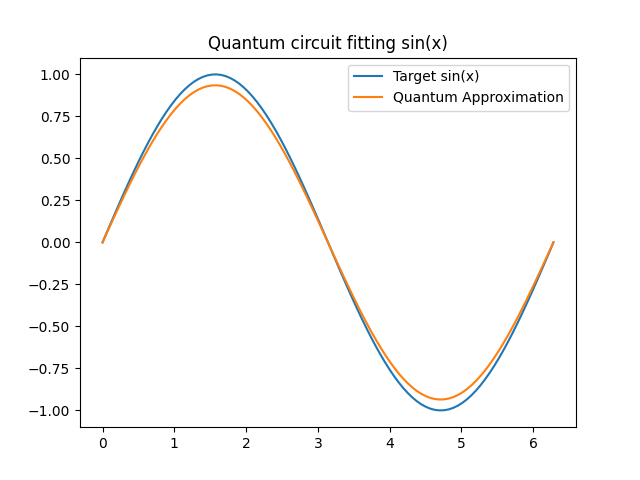 Quantum circuit fitting sin(x)
Target sin(x)
Quantum Approximation
1.00
0.75
0.50
0.25
0.00
−0.25
−0.50
−0.75
−1.00
0 1 2 3 4 5 6